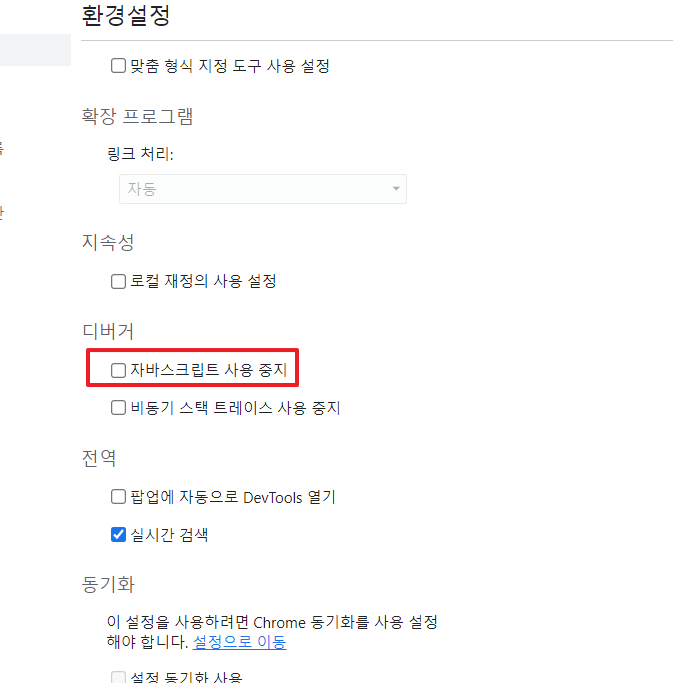 환경설정
맞춤 형식 지정 도구 사용 설정
확장 프로그램
링크 처리:
자동
지속성
로컬 재정의 사용 설정
디버거
자바스크립트 사용 중지
비동기 스택 트레이스 사용 중지
전역
팝업에 자동으로 DevTools 열기
실시간 검색
동기화
이 설정을 사용하려면 Chrome 동기화를 사용 설정
해야 합니다. 설정으로 이동
설정 동기화 사용